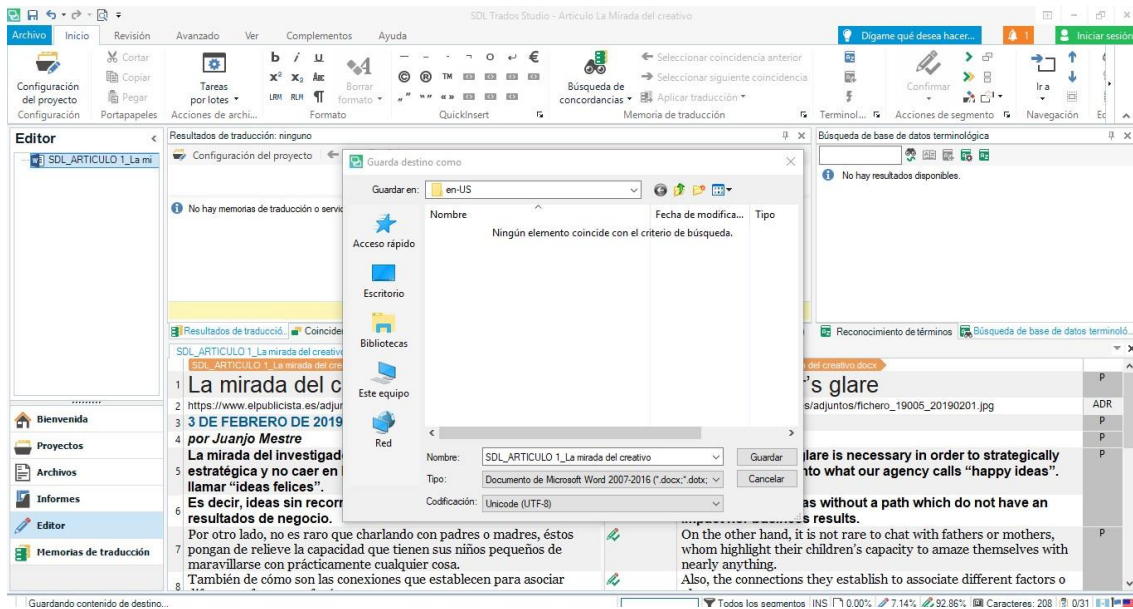 SDL Trados Studio - Artículo La Mirada del creativo
Archivo Inicio Revisión Avanzado Ver Complementos Ayuda
Dígame qué desea hacer... 1 Iniciar sesión
Configuración del proyecto
Configuración
Cortar
Copiar
Pegar
Portapapeles
Tareas por lotes
Acciones de archi...
Borrar formato
Formato
QuickInsert
Búsqueda de concordancias
Seleccionar coincidencia anterior
Seleccionar siguiente coincidencia
Aplicar traducción
Memoria de traducción
Terminol...
Confirmar
Acciones de segmento
Ir a
Navegación
Editor
SDL_ARTICULO 1_La mi
Resultados de traducción: ninguno
Configuración del proyecto
No hay memorias de traducción o servic
Búsqueda de base de datos terminológica
No hay resultados disponibles.
Guarda destino como
Guardar en: en-US
Nombre Fecha de modifica... Tipo
Ningún elemento coincide con el criterio de búsqueda.
Acceso rápido
Escritorio
Bibliotecas
Este equipo
Red
Nombre: SDL_ARTICULO 1_La mirada del creativo Guardar
Tipo: Documento de Microsoft Word 2007-2016 (*.docx;*.dotx; Cancelar
Codificación: Unicode (UTF-8)
Resultados de traducció...
Coincide
Reconocimiento de términos
Búsqueda de base de datos terminoló...
SDL_ARTICULO 1_La mirada del creativo
SDL_ARTICULO 1_La mirada del cre
del creativo.docx
1 La mirada del c
's glare P
2 https://www.elpublicista.es/adjun
s/adjuntos/fichero_19005_20190201.jpg ADR
3 3 DE FEBRERO DE 2019 P
4 por Juanjo Mestre P
5 La mirada del investigad
estratégica y no caer en
llamar “ideas felices”.
lare is necessary in order to strategically P
nto what our agency calls “happy ideas”.
6 Es decir, ideas sin recorr
resultados de negocio.
as without a path which do not have an
impact nor business results.
7 Por otro lado, no es raro que charlando con padres o madres, éstos
pongan de relieve la capacidad que tienen sus niños pequeños de
maravillarse con prácticamente cualquier cosa.
On the other hand, it is not rare to chat with fathers or mothers, P
whom highlight their children’s capacity to amaze themselves with
nearly anything.
8 También de cómo son las conexiones que establecen para asociar
Also, the connections they establish to associate different factors o
Bienvenida
Proyectos
Archivos
Informes
Editor
Memorias de traducción
Guardando contenido de destino...
Todos los segmentos INS 0.00% 7.14% 92.86% Caracteres: 208 0/31